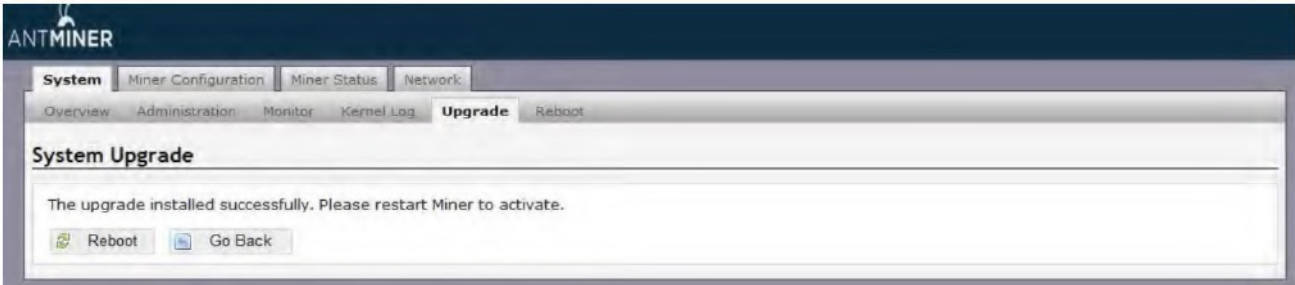 ANTMINER
System Miner Configuration Miner Status Network
Overview Administration Monitor Kernel Log Upgrade Reboot
System Upgrade
The upgrade installed successfully. Please restart Miner to activate.
Reboot Go Back